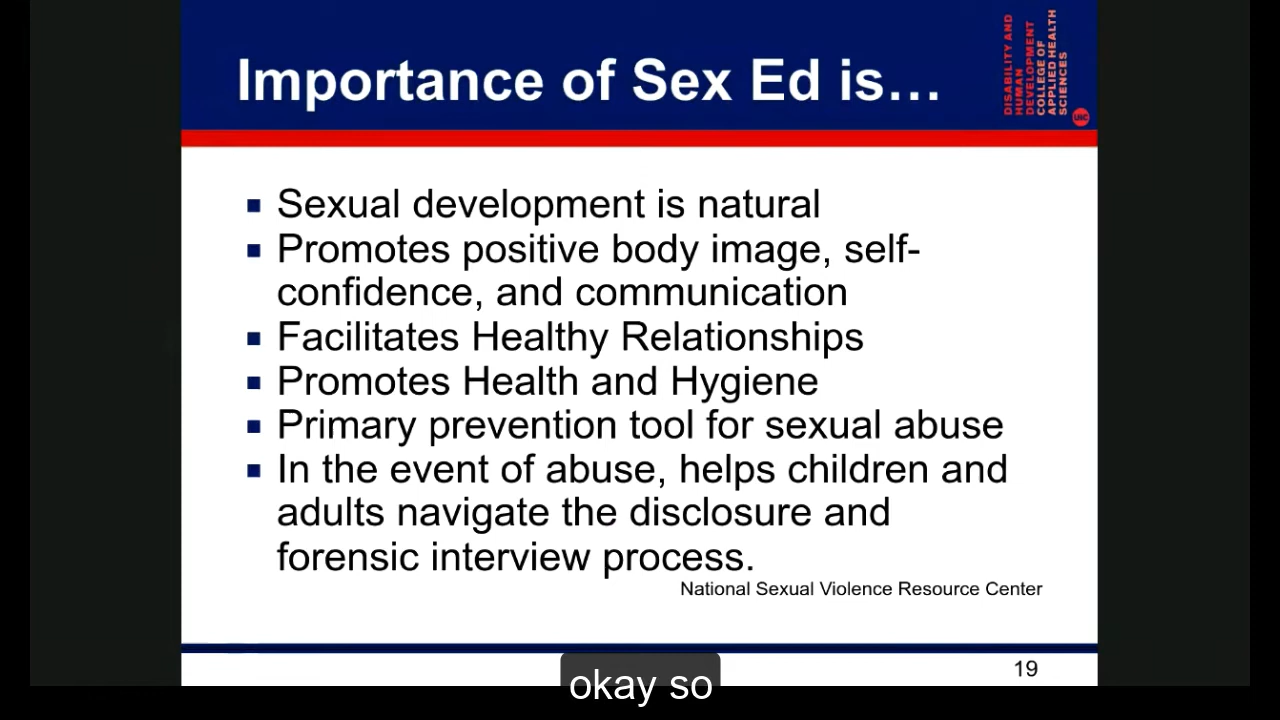 Importance of Sex Ed is…
DISABILITY AND
HUMAN
DEVELOPMENT
COLLEGE OF
APPLIED HEALTH
SCIENCES
UIC
Sexual development is natural
Promotes positive body image, self-
confidence, and communication
Facilitates Healthy Relationships
Promotes Health and Hygiene
Primary prevention tool for sexual abuse
In the event of abuse, helps children and
adults navigate the disclosure and
forensic interview process.
National Sexual Violence Resource Center
19
okay so